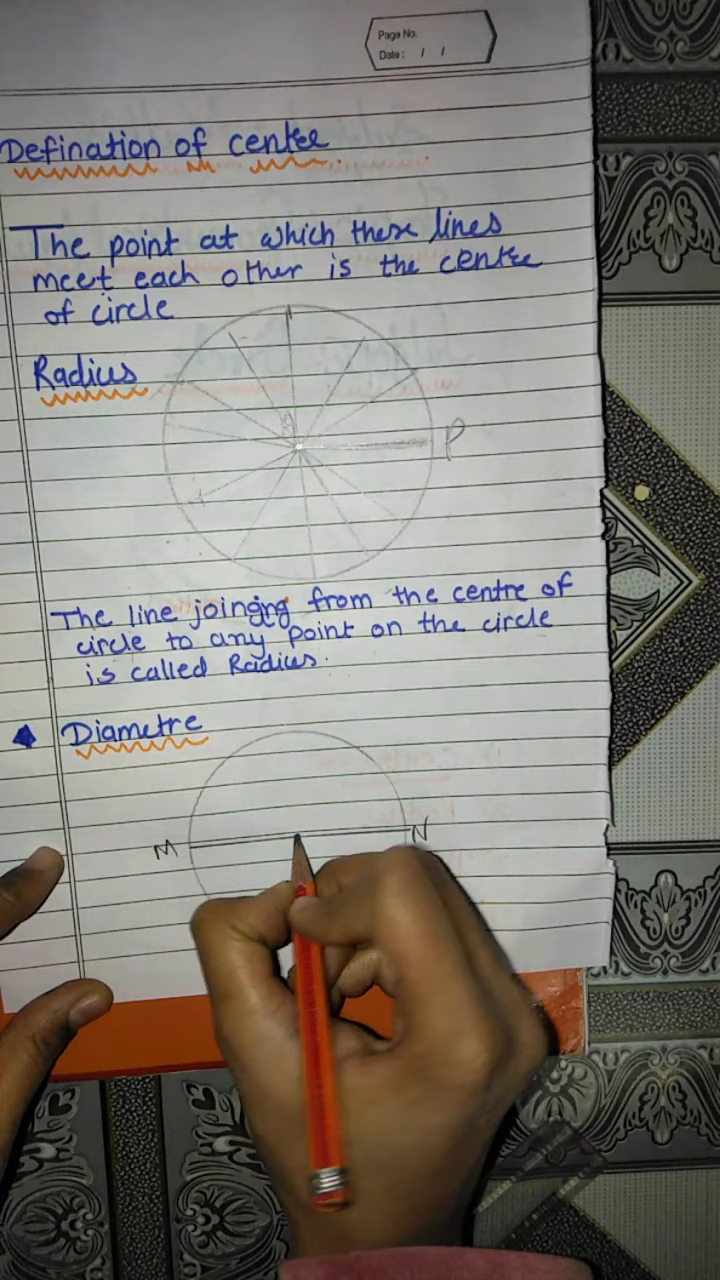 Page No.
Date: / /
Defination of centre
The point at which these lines
meet each other is the centre
of circle
Radius
P
The line joinging from the centre of
circle to any point on the circle
is called Radius.
Diametre
M N